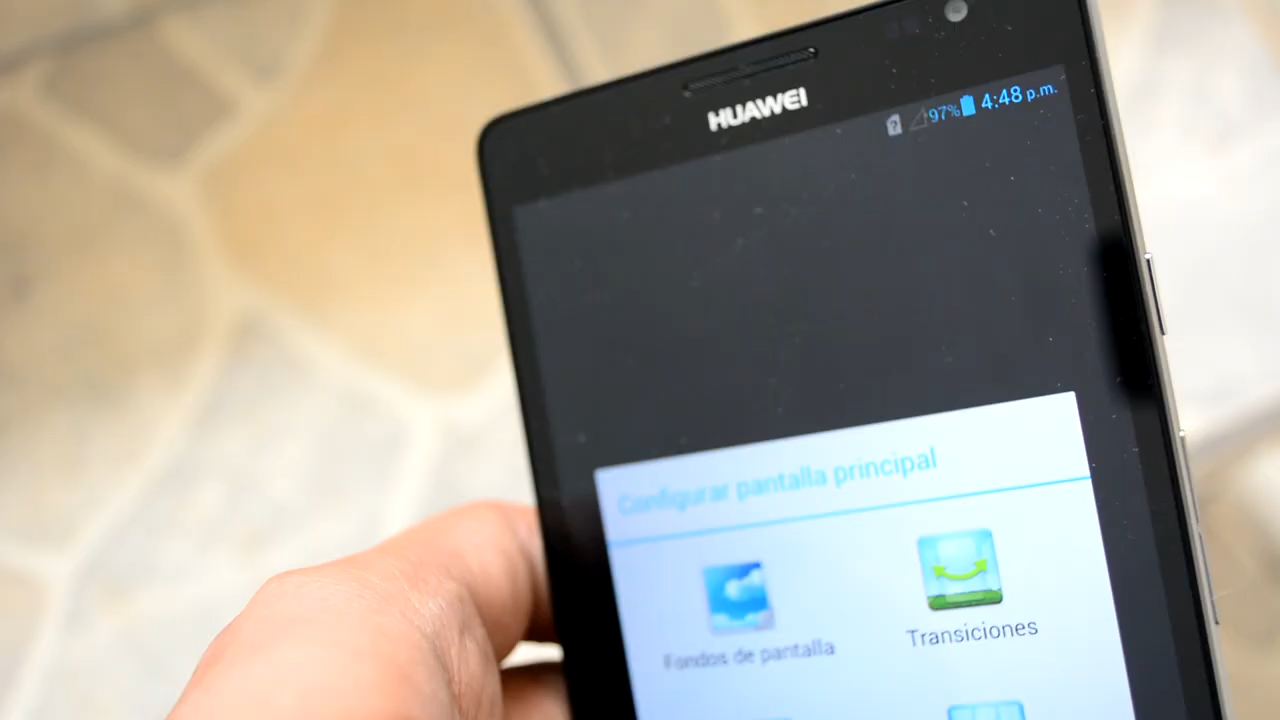 HUAWEI
97% 4:48 p.m.
Configurar pantalla principal
Fondos de pantalla
Transiciones